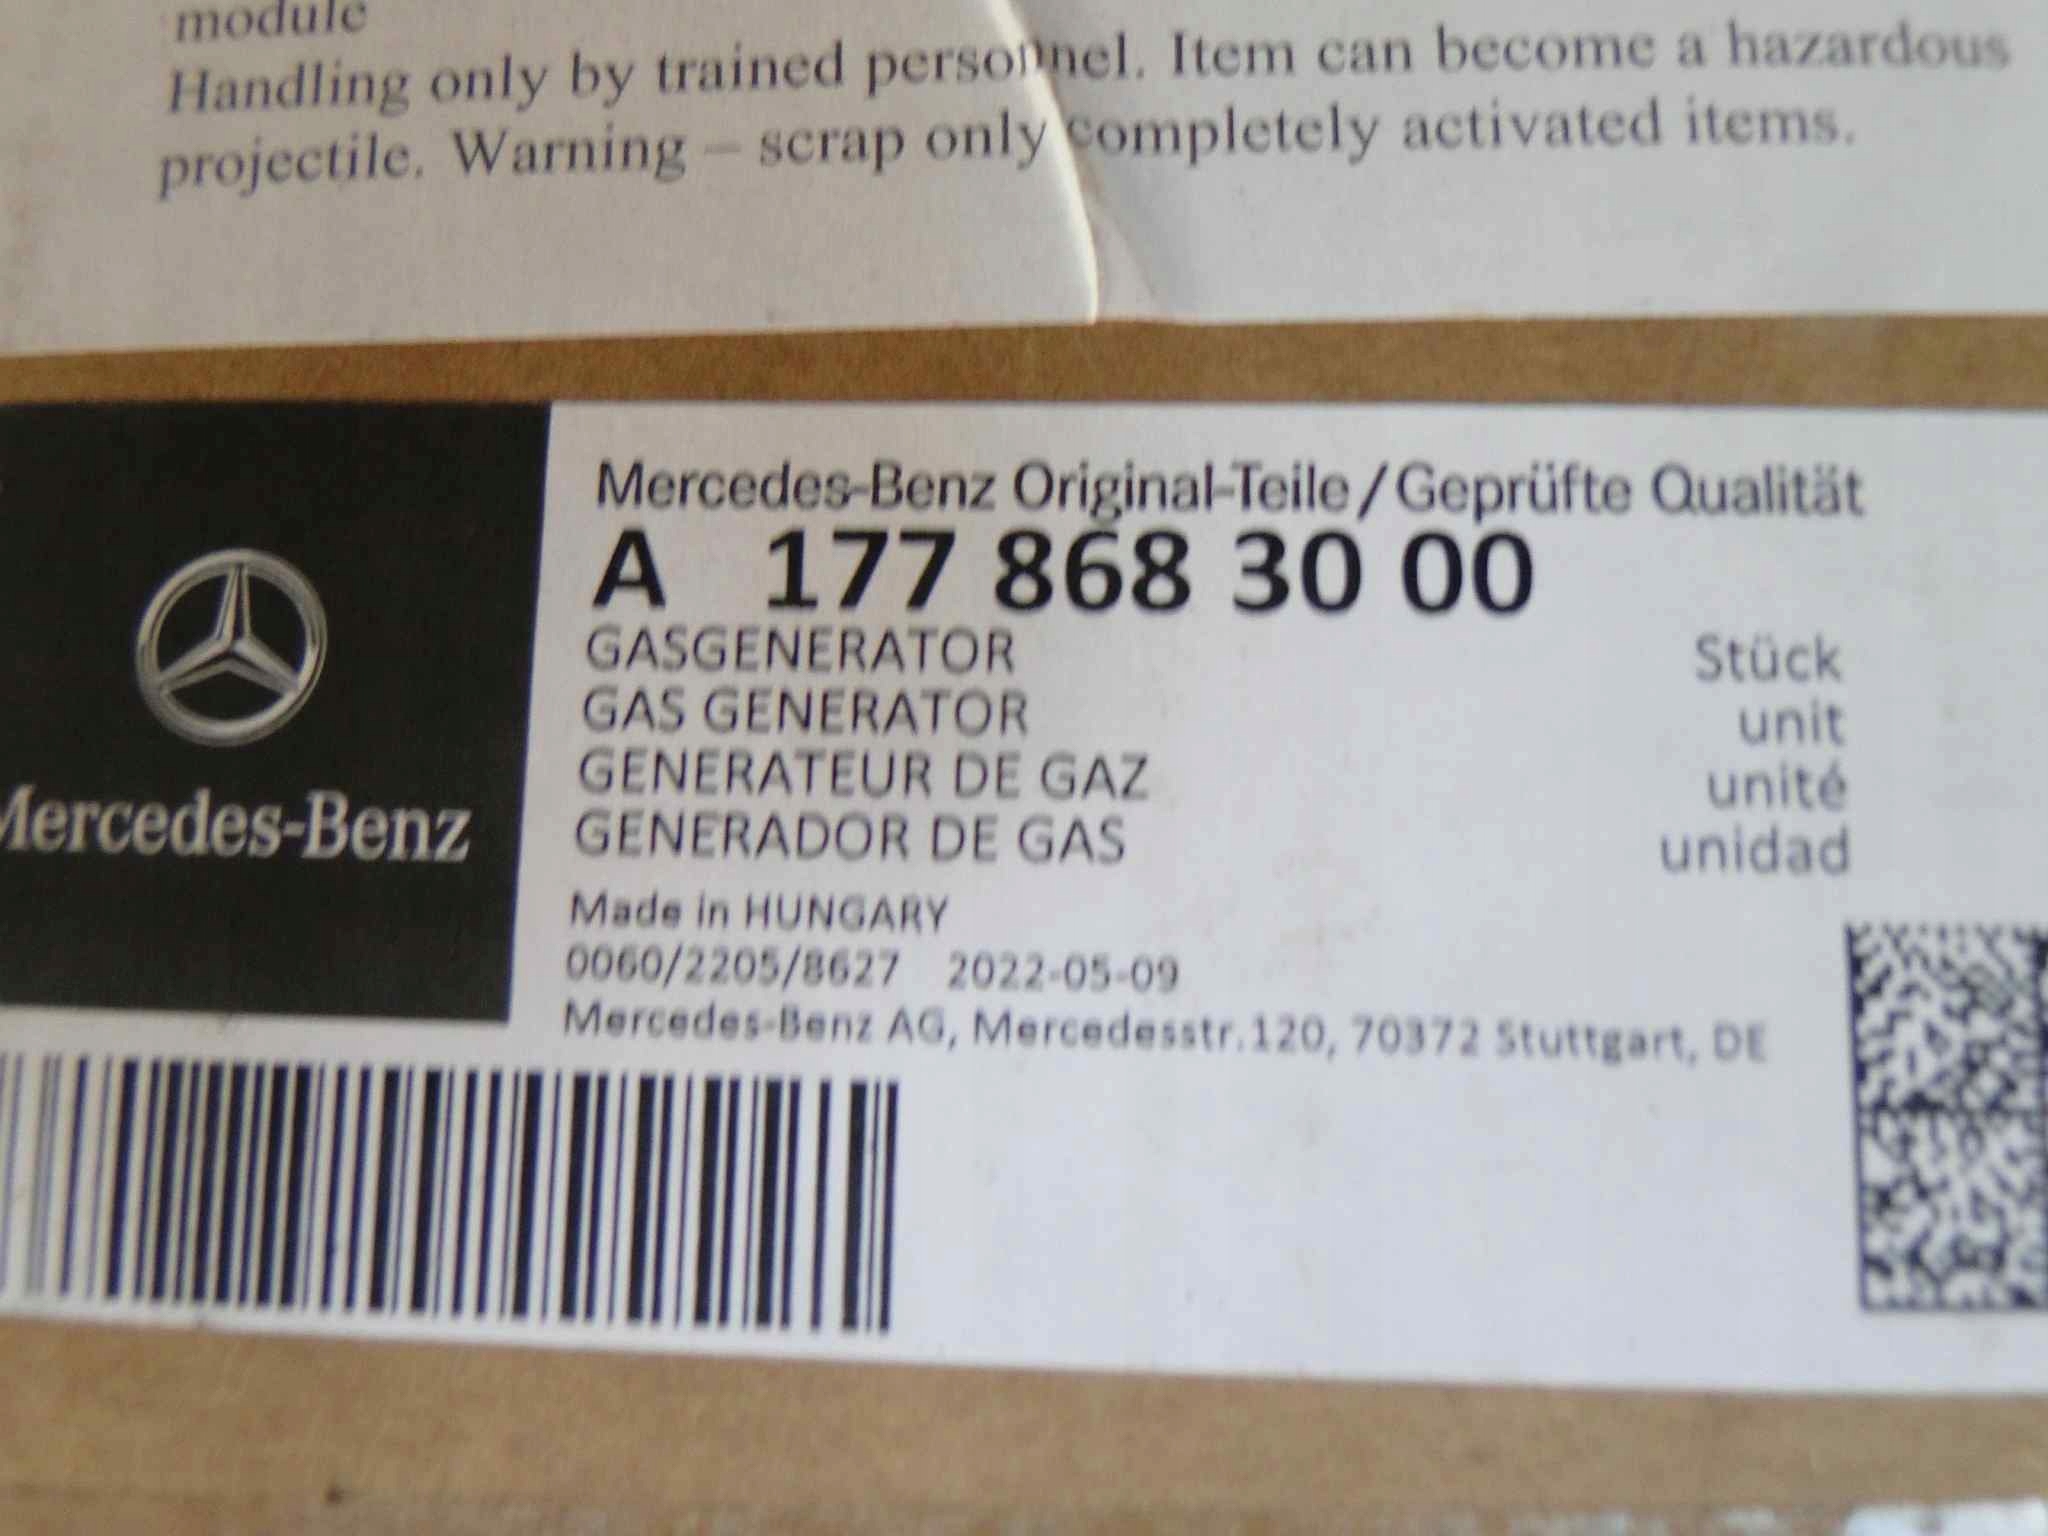 module
Handling only by trained personnel. Item can become a hazardous
projectile. Warning – scrap only completely activated items.
Mercedes-Benz
Mercedes-Benz Original-Teile/Geprüfte Qualität
A 177 868 30 00
GASGENERATOR Stück
GAS GENERATOR unit
GENERATEUR DE GAZ unité
GENERADOR DE GAS unidad
Made in HUNGARY
0060/2205/8627 2022-05-09
Mercedes-Benz AG, Mercedesstr.120, 70372 Stuttgart, DE